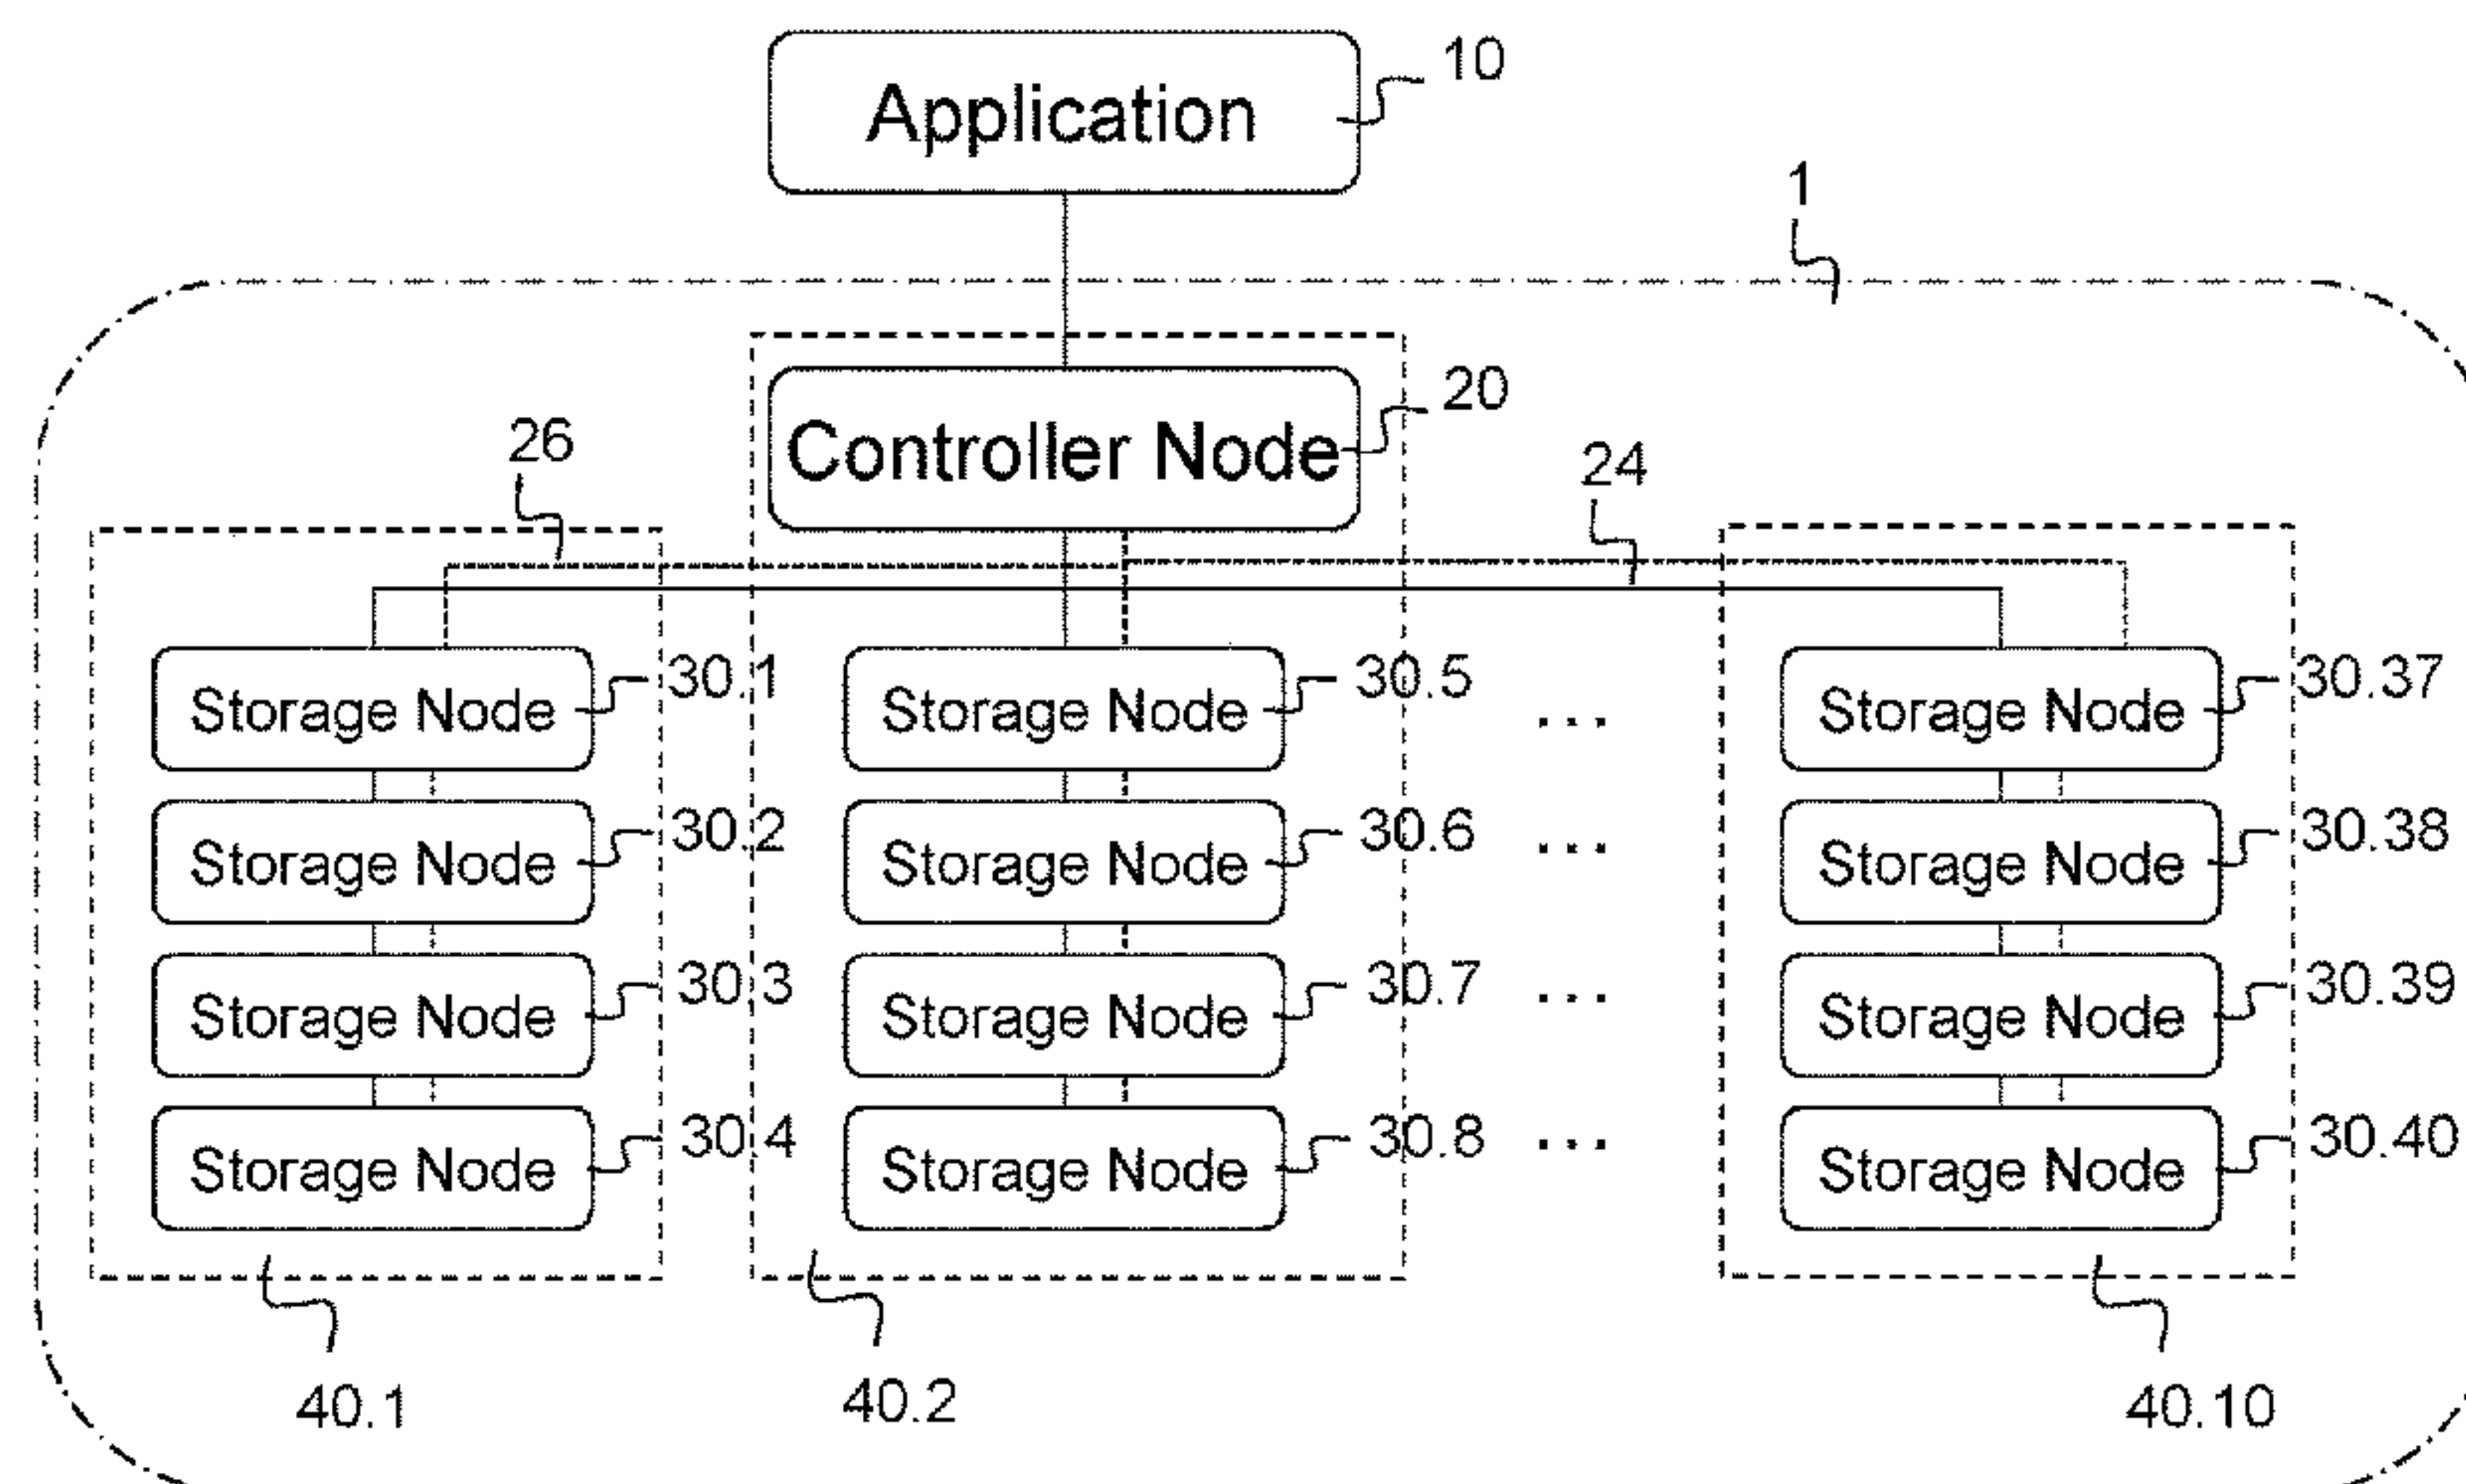 Application 10
1
Controller Node 20
26
24
Storage Node 30.1 Storage Node 30.5 ... Storage Node 30.37
Storage Node 30.2 Storage Node 30.6 ... Storage Node 30.38
Storage Node 30.3 Storage Node 30.7 ... Storage Node 30.39
Storage Node 30.4 Storage Node 30.8 ... Storage Node 30.40
40.1 40.2 40.10